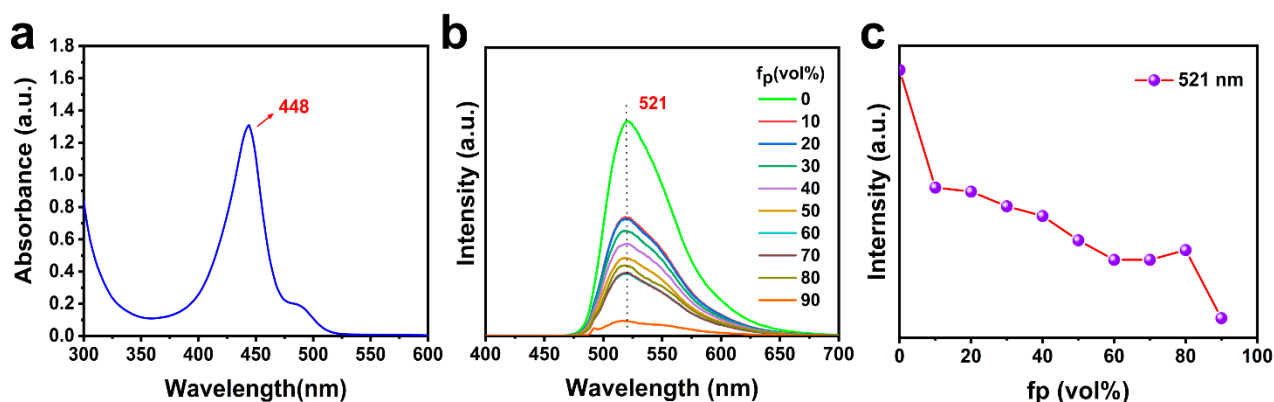 a
1.8
1.6
1.4
1.2
1.0
0.8
0.6
0.4
0.2
0.0
Absorbance (a.u.)
448
300 350 400 450 500 550 600
Wavelength(nm)
b
Intensity (a.u.)
521
fp(vol%)
0
10
20
30
40
50
60
70
80
90
400 450 500 550 600 650 700
Wavelength (nm)
c
Internsity (a.u.)
521 nm
0 20 40 60 80 100
fp (vol%)